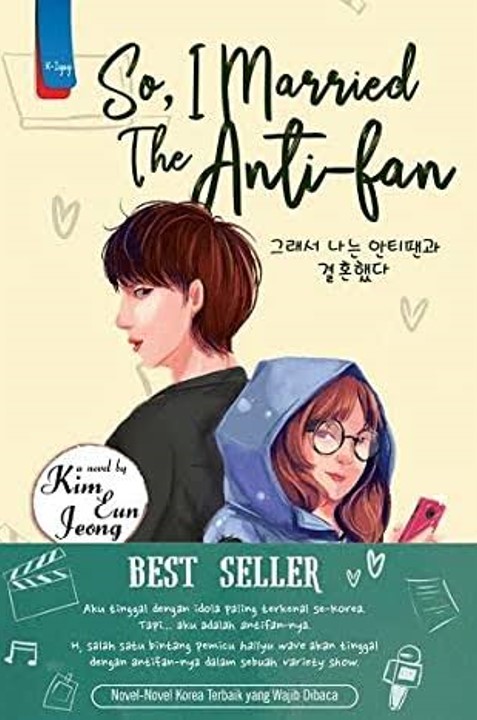 K-Iyagi
So, I Married
The Anti-fan
그래서 나는 안티팬과
결혼했다
a novel by
Kim
Eun
Jeong
BEST SELLER
Aku tinggal dengan idola paling terkenal se-korea.
Tapi... aku adalah antifan-nya.
H, salah satu bintang pemicu hallyu wave akan tinggal
dengan antifan-nya dalam sebuah variety show.
Novel-Novel Korea Terbaik yang Wajib Dibaca